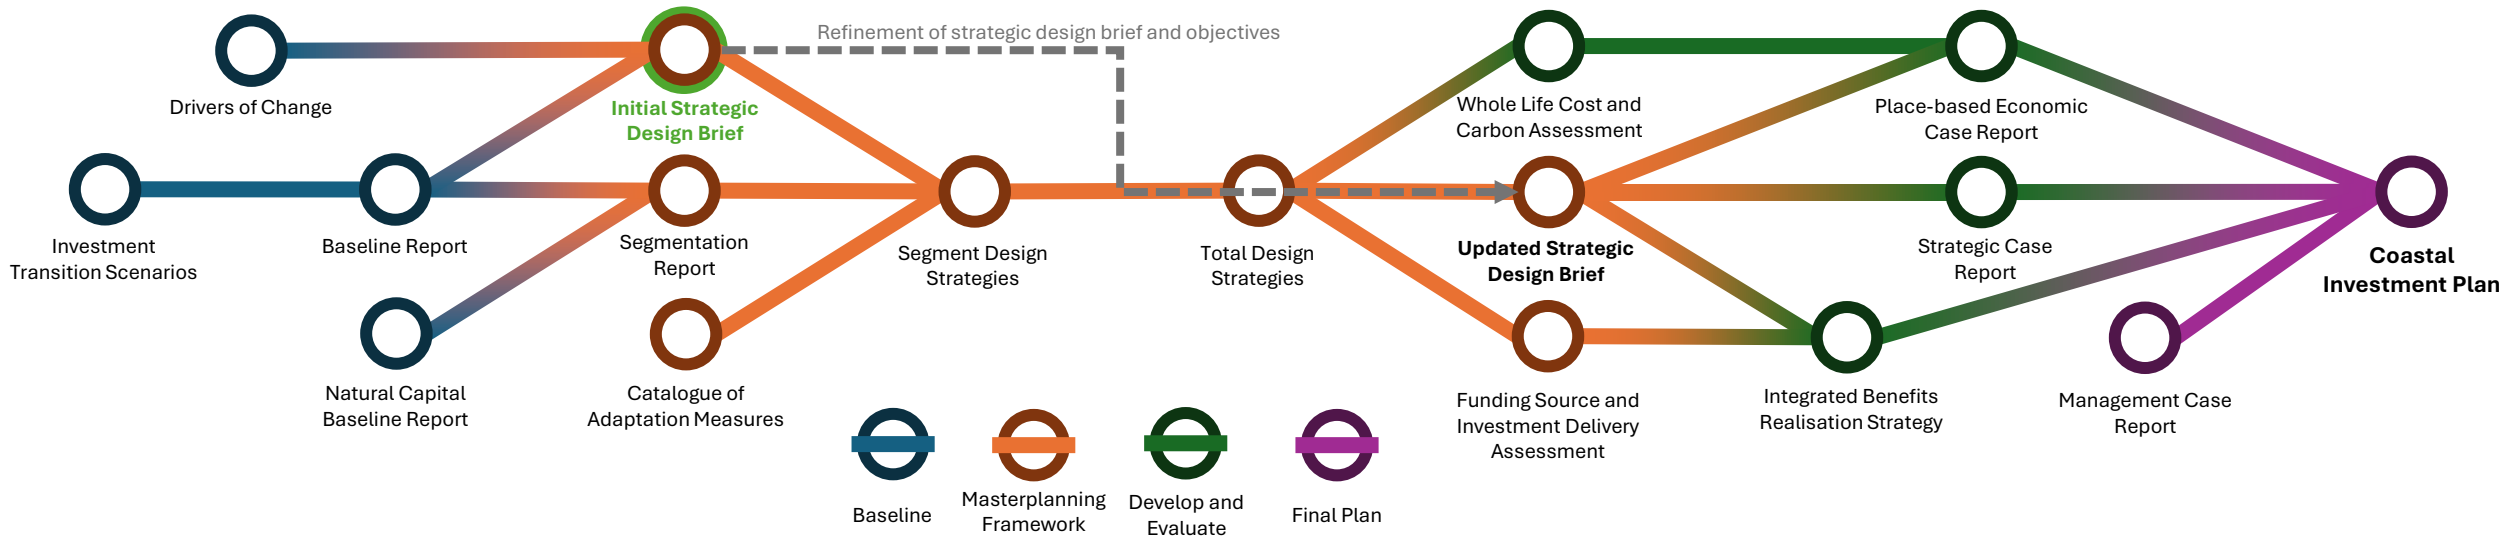 Refinement of strategic design brief and objectives
Drivers of Change
Initial Strategic
Design Brief
Whole Life Cost and
Carbon Assessment
Place-based Economic
Case Report
Investment
Transition Scenarios
Baseline Report
Segmentation
Report
Segment Design
Strategies
Total Design
Strategies
Updated Strategic
Design Brief
Strategic Case
Report
Coastal
Investment Plan
Natural Capital
Baseline Report
Catalogue of
Adaptation Measures
Funding Source and
Investment Delivery
Assessment
Integrated Benefits
Realisation Strategy
Management Case
Report
Baseline
Masterplanning
Framework
Develop and
Evaluate
Final Plan